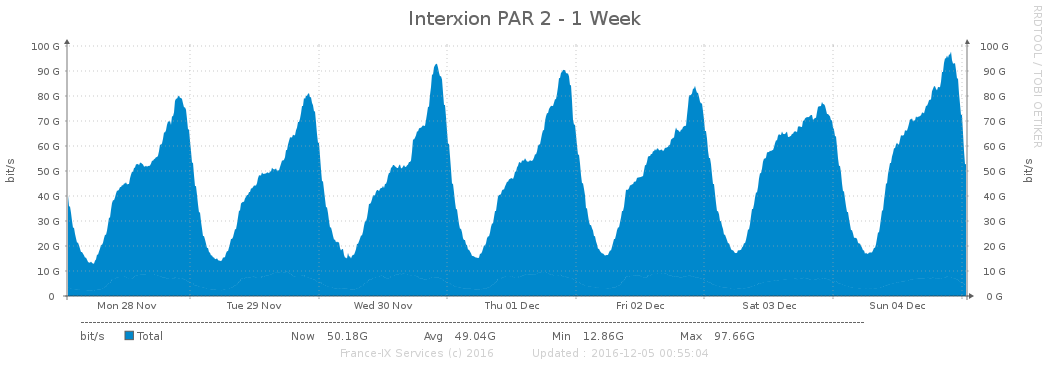 Interxion PAR 2 - 1 Week
RRDTOOL / TOBI OETIKER
bit/s
100 G
90 G
80 G
70 G
60 G
50 G
40 G
30 G
20 G
10 G
0
100 G
90 G
80 G
70 G
60 G
50 G
40 G
30 G
20 G
10 G
0 G
bit/s
Mon 28 Nov Tue 29 Nov Wed 30 Nov Thu 01 Dec Fri 02 Dec Sat 03 Dec Sun 04 Dec
bit/s Total Now 50.18G Avg 49.04G Min 12.86G Max 97.66G
France-IX Services (c) 2016 Updated : 2016-12-05 00:55:04